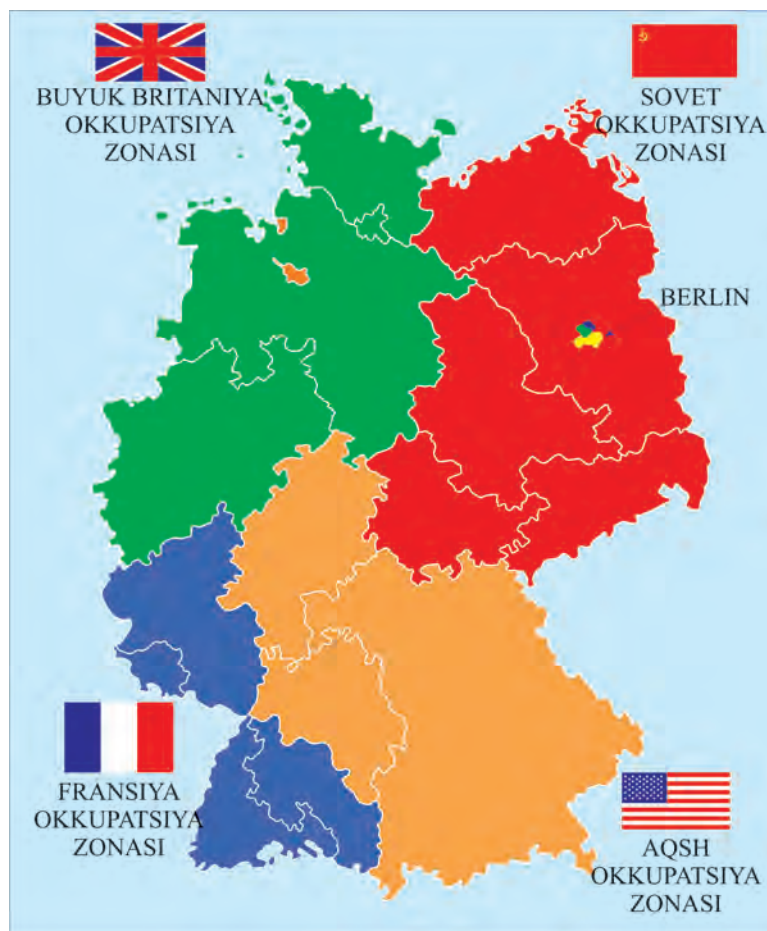 BUYUK BRITANIYA
OKKUPATSIYA
ZONASI
SOVET
OKKUPATSIYA
ZONASI
BERLIN
FRANSIYA
OKKUPATSIYA
ZONASI
AQSH
OKKUPATSIYA
ZONASI